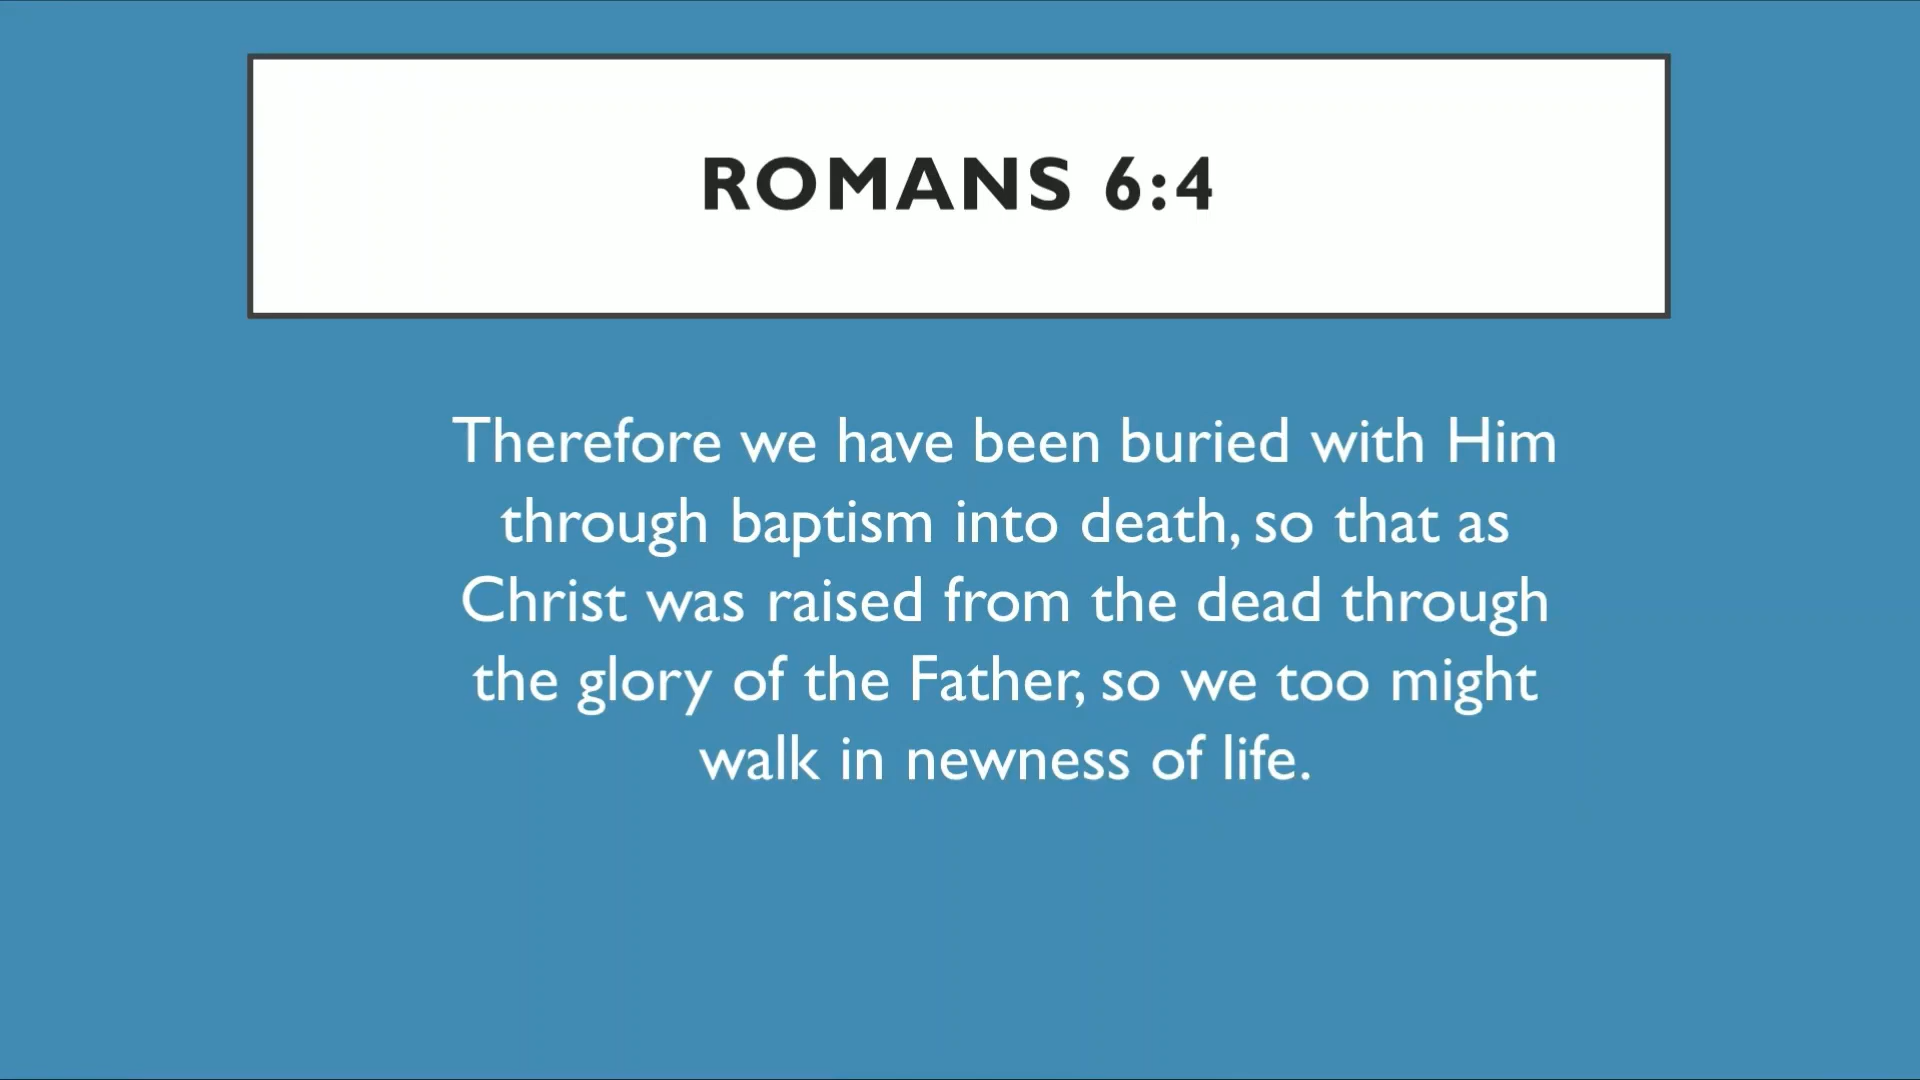 ROMANS 6:4
Therefore we have been buried with Him
through baptism into death, so that as
Christ was raised from the dead through
the glory of the Father, so we too might
walk in newness of life.